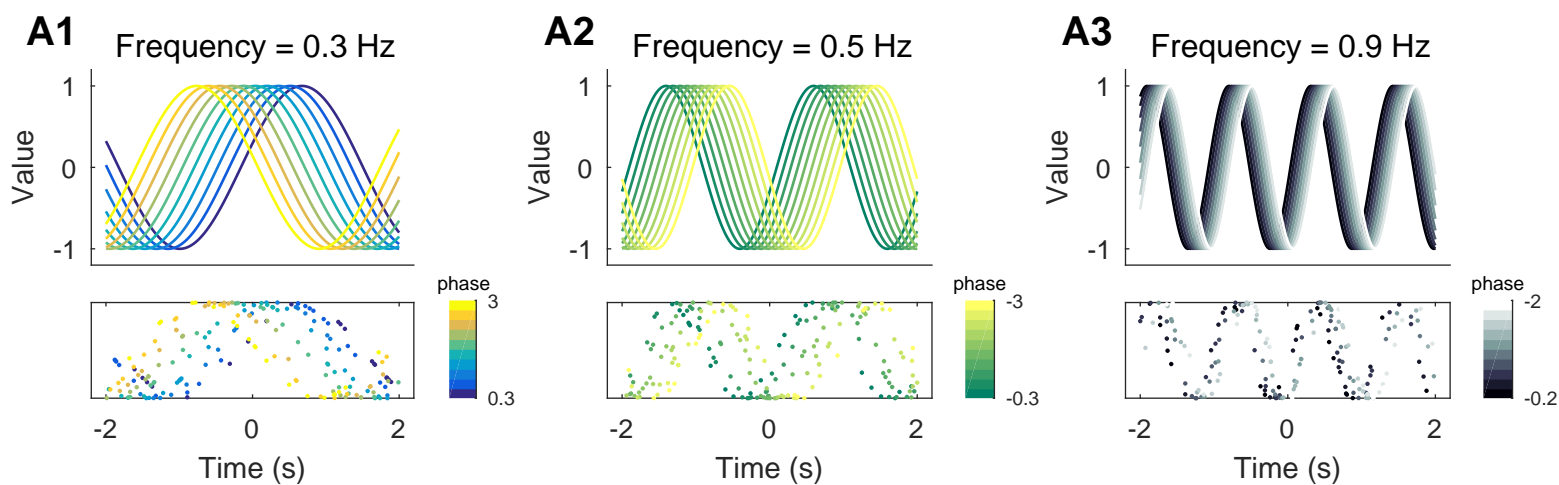 A1
Frequency = 0.3 Hz
Value
1
0
-1
phase
3
0.3
-2
0
2
Time (s)
A2
Frequency = 0.5 Hz
Value
1
0
-1
phase
-3
-0.3
-2
0
2
Time (s)
A3
Frequency = 0.9 Hz
Value
1
0
-1
phase
-2
-0.2
-2
0
2
Time (s)